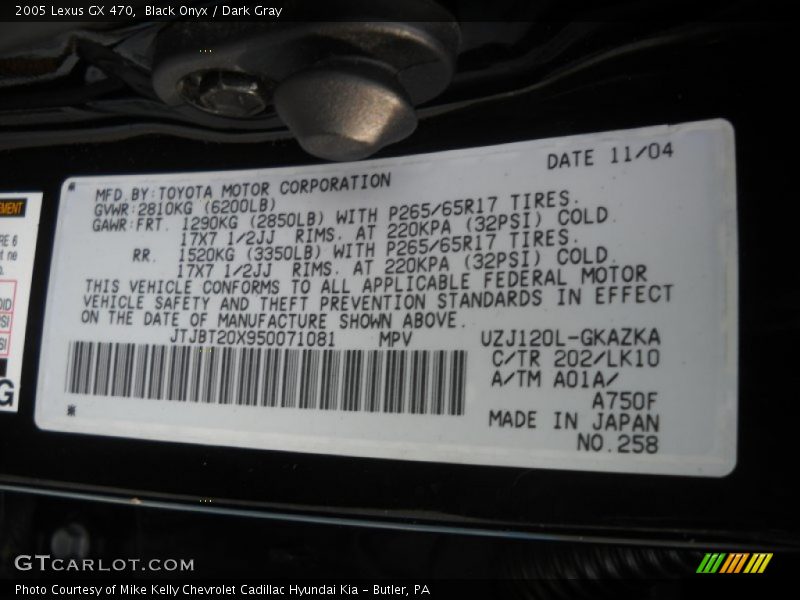 2005 Lexus GX 470, Black Onyx / Dark Gray
DATE 11/04
MFD.BY:TOYOTA MOTOR CORPORATION
GVWR:2810KG (6200LB)
GAWR:FRT. 1290KG (2850LB) WITH P265/65R17 TIRES.
17X7 1/2JJ RIMS. AT 220KPA (32PSI) COLD.
RR. 1520KG (3350LB) WITH P265/65R17 TIRES.
17X7 1/2JJ RIMS. AT 220KPA (32PSI) COLD.
THIS VEHICLE CONFORMS TO ALL APPLICABLE FEDERAL MOTOR
VEHICLE SAFETY AND THEFT PREVENTION STANDARDS IN EFFECT
ON THE DATE OF MANUFACTURE SHOWN ABOVE.
JTJBT20X950071081 MPV UZJ120L-GKAZKA
C/TR 202/LK10
A/TM A01A/
A750F
MADE IN JAPAN
NO.258
GTCARLOT.COM
Photo Courtesy of Mike Kelly Chevrolet Cadillac Hyundai Kia - Butler, PA